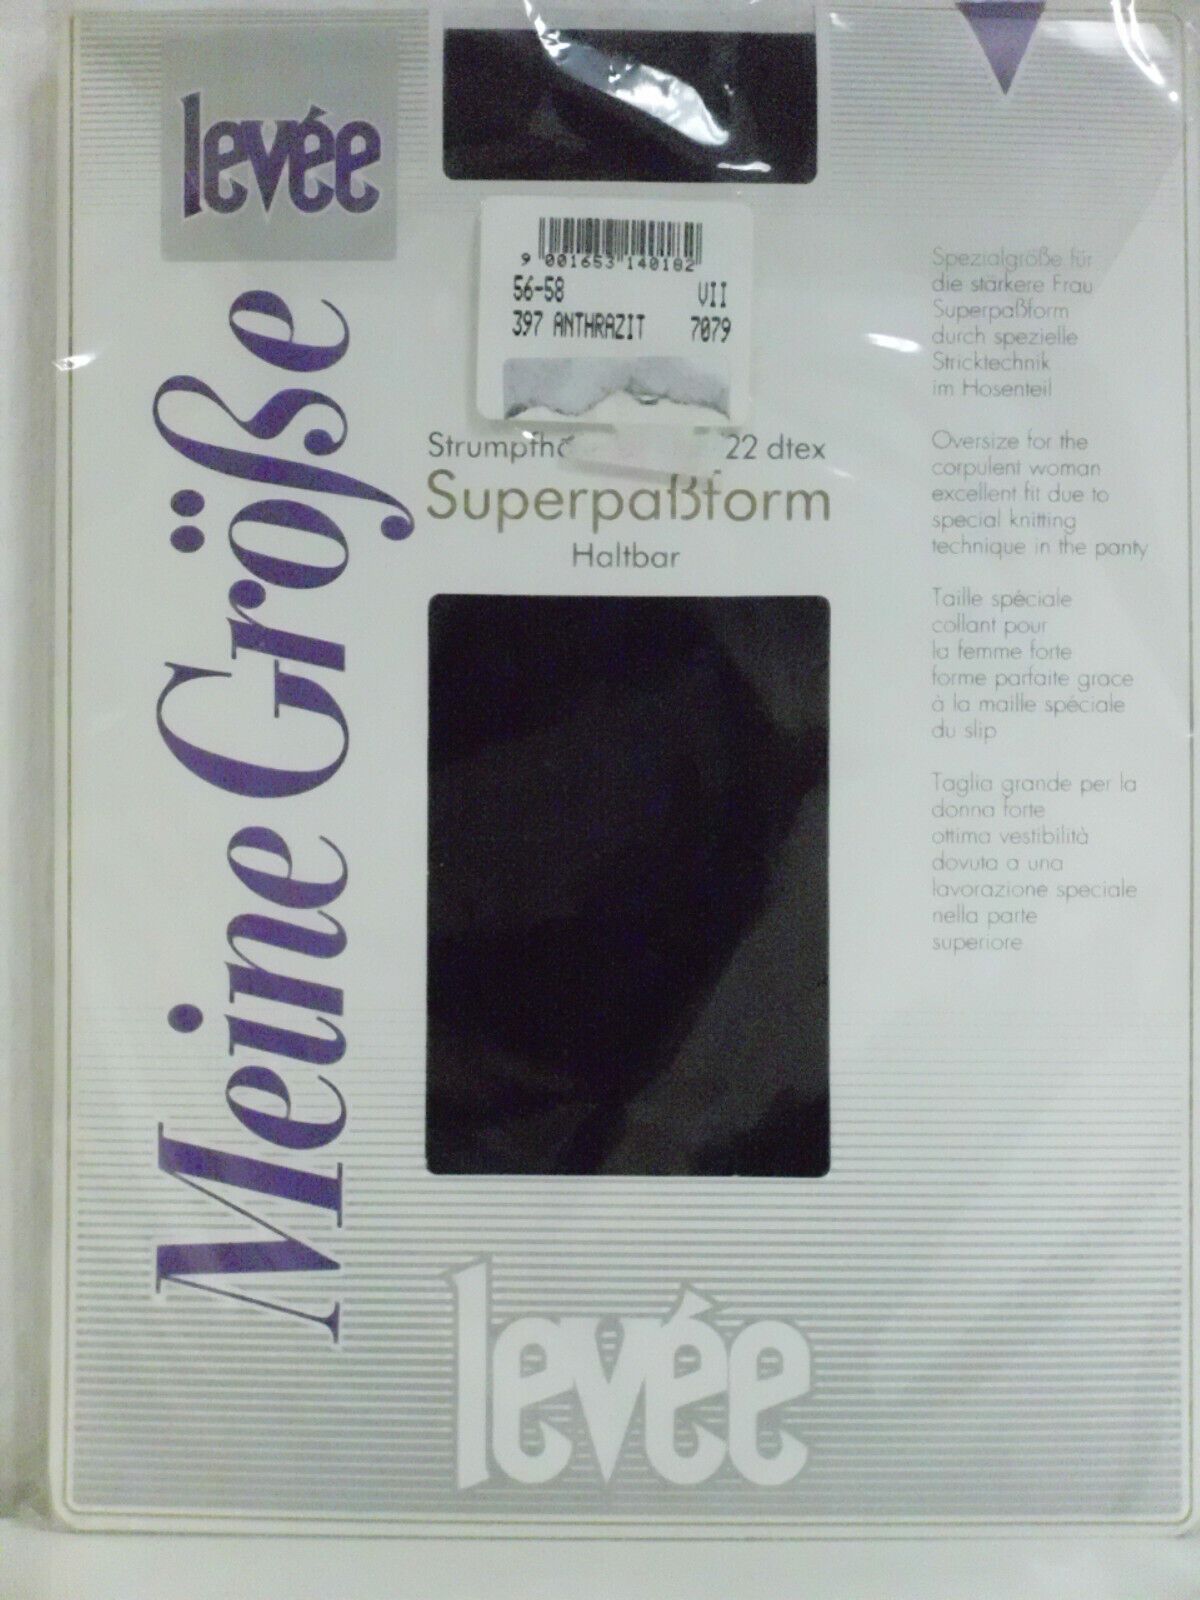 levée
Meine Größe
9 001653 140182
56-58 VII
397 ANTHRAZIT 7079
22 dtex
Superpaßform
Haltbar
Spezialgröße für
die stärkere Frau
Superpaßform
durch spezielle
Stricktechnik
im Hosenteil
Oversize for the
corpulent woman
excellent fit due to
special knitting
technique in the panty
Taille spéciale
collant pour
la femme forte
forme parfaite grace
à la maille spéciale
du slip
Taglia grande per la
donna forte
ottima vestibilità
dovuta a una
lavorazione speciale
nella parte
superiore
levée